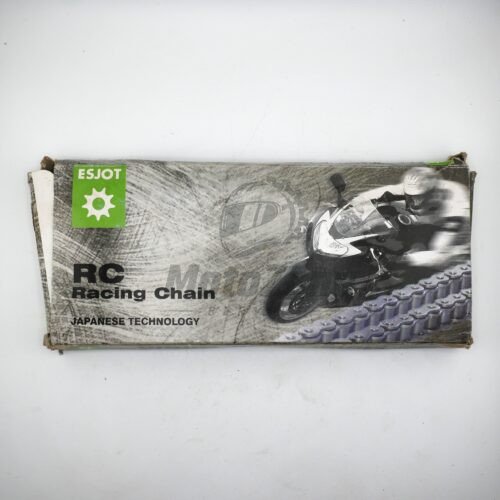 ESJOT
RC
Racing Chain
JAPANESE TECHNOLOGY